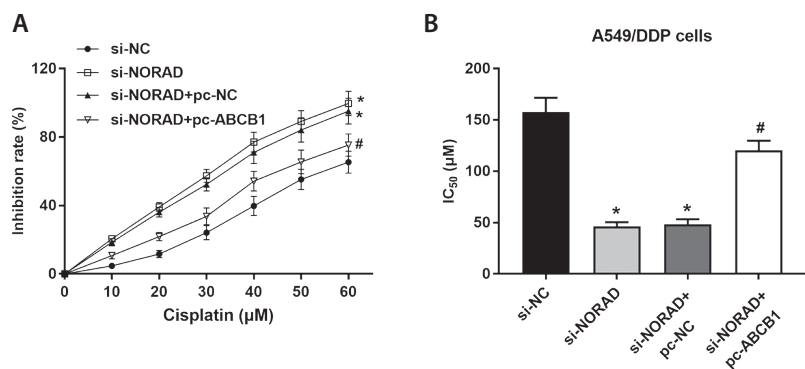 A
si-NC
si-NORAD
si-NORAD+pc-NC
si-NORAD+pc-ABCB1
120
80
40
0
Inhibition rate (%)
*
*
#
0 10 20 30 40 50 60
Cisplatin (μM)
B
A549/DDP cells
200
150
100
50
0
IC50 (μM)
*
*
#
si-NC
si-NORAD
si-NORAD+
pc-NC
si-NORAD+
pc-ABCB1